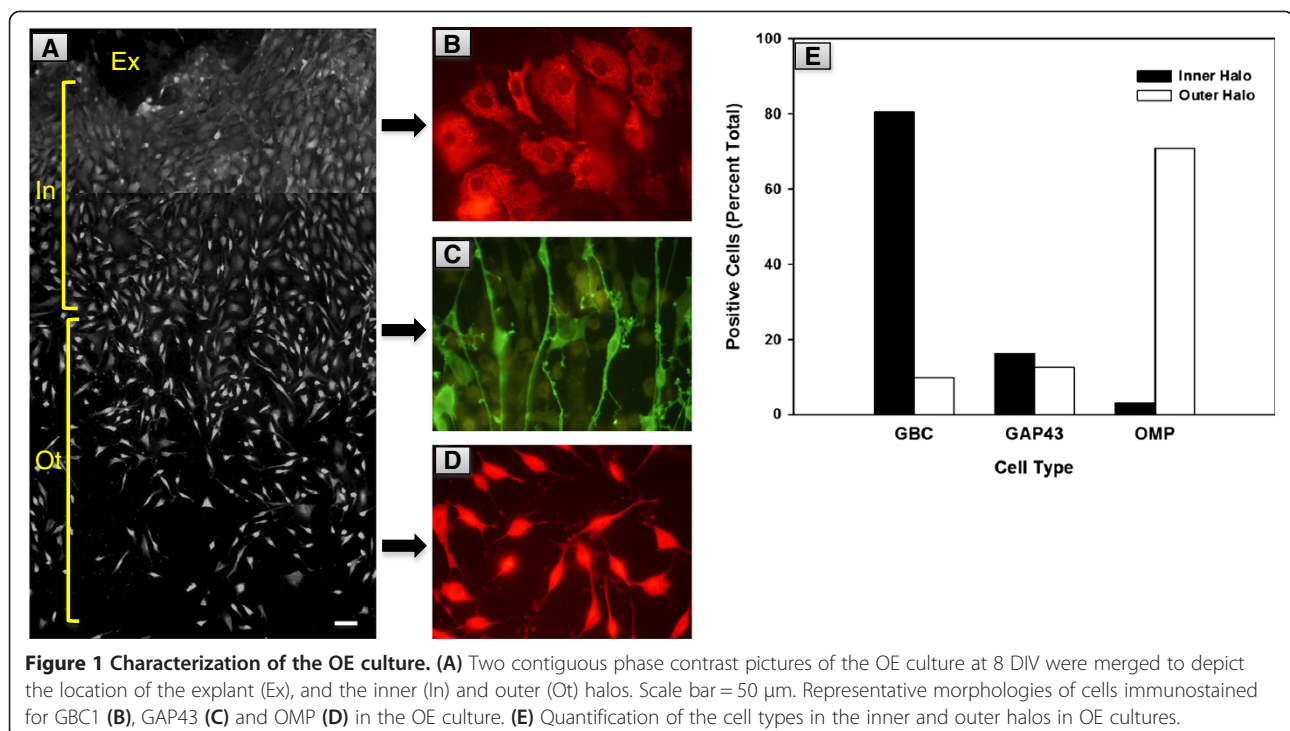 A
Ex
In
Ot
B
C
D
E
100
80
60
40
20
0
Positive Cells (Percent Total)
Inner Halo
Outer Halo
GBC
GAP43
OMP
Cell Type
Figure 1 Characterization of the OE culture. (A) Two contiguous phase contrast pictures of the OE culture at 8 DIV were merged to depict
the location of the explant (Ex), and the inner (In) and outer (Ot) halos. Scale bar = 50 μm. Representative morphologies of cells immunostained
for GBC1 (B), GAP43 (C) and OMP (D) in the OE culture. (E) Quantification of the cell types in the inner and outer halos in OE cultures.